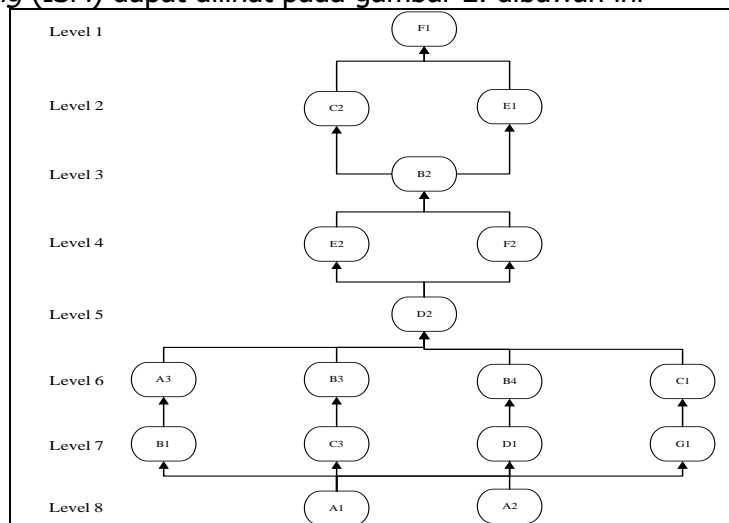 (ISM) dapat dilihat pada gambar 2. dibawah ini
Level 1 F1
Level 2 C2 E1
Level 3 B2
Level 4 E2 F2
Level 5 D2
Level 6 A3 B3 B4 C1
Level 7 B1 C3 D1 G1
Level 8 A1 A2